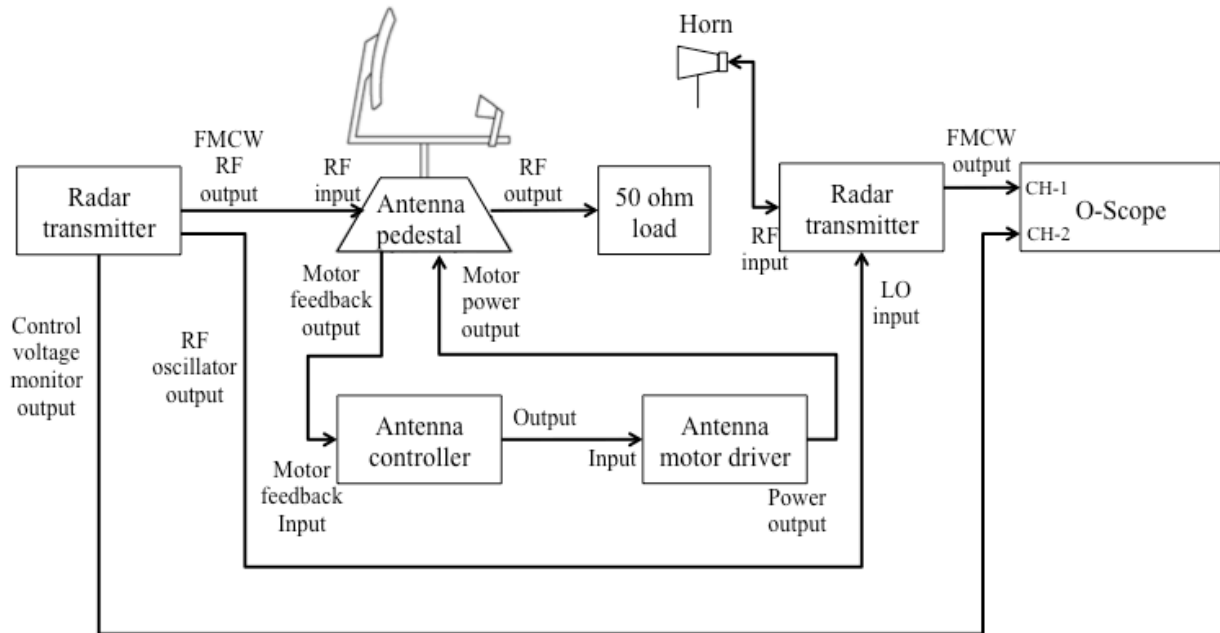 Horn
FMCW
RF
output
RF
input
RF
output
FMCW
output
Radar
transmitter
Antenna
pedestal
50 ohm
load
Radar
transmitter
CH-1
O-Scope
CH-2
RF
input
LO
input
Motor
feedback
output
Motor
power
output
Control
voltage
monitor
output
RF
oscillator
output
Antenna
controller
Output
Input
Antenna
motor driver
Motor
feedback
Input
Power
output